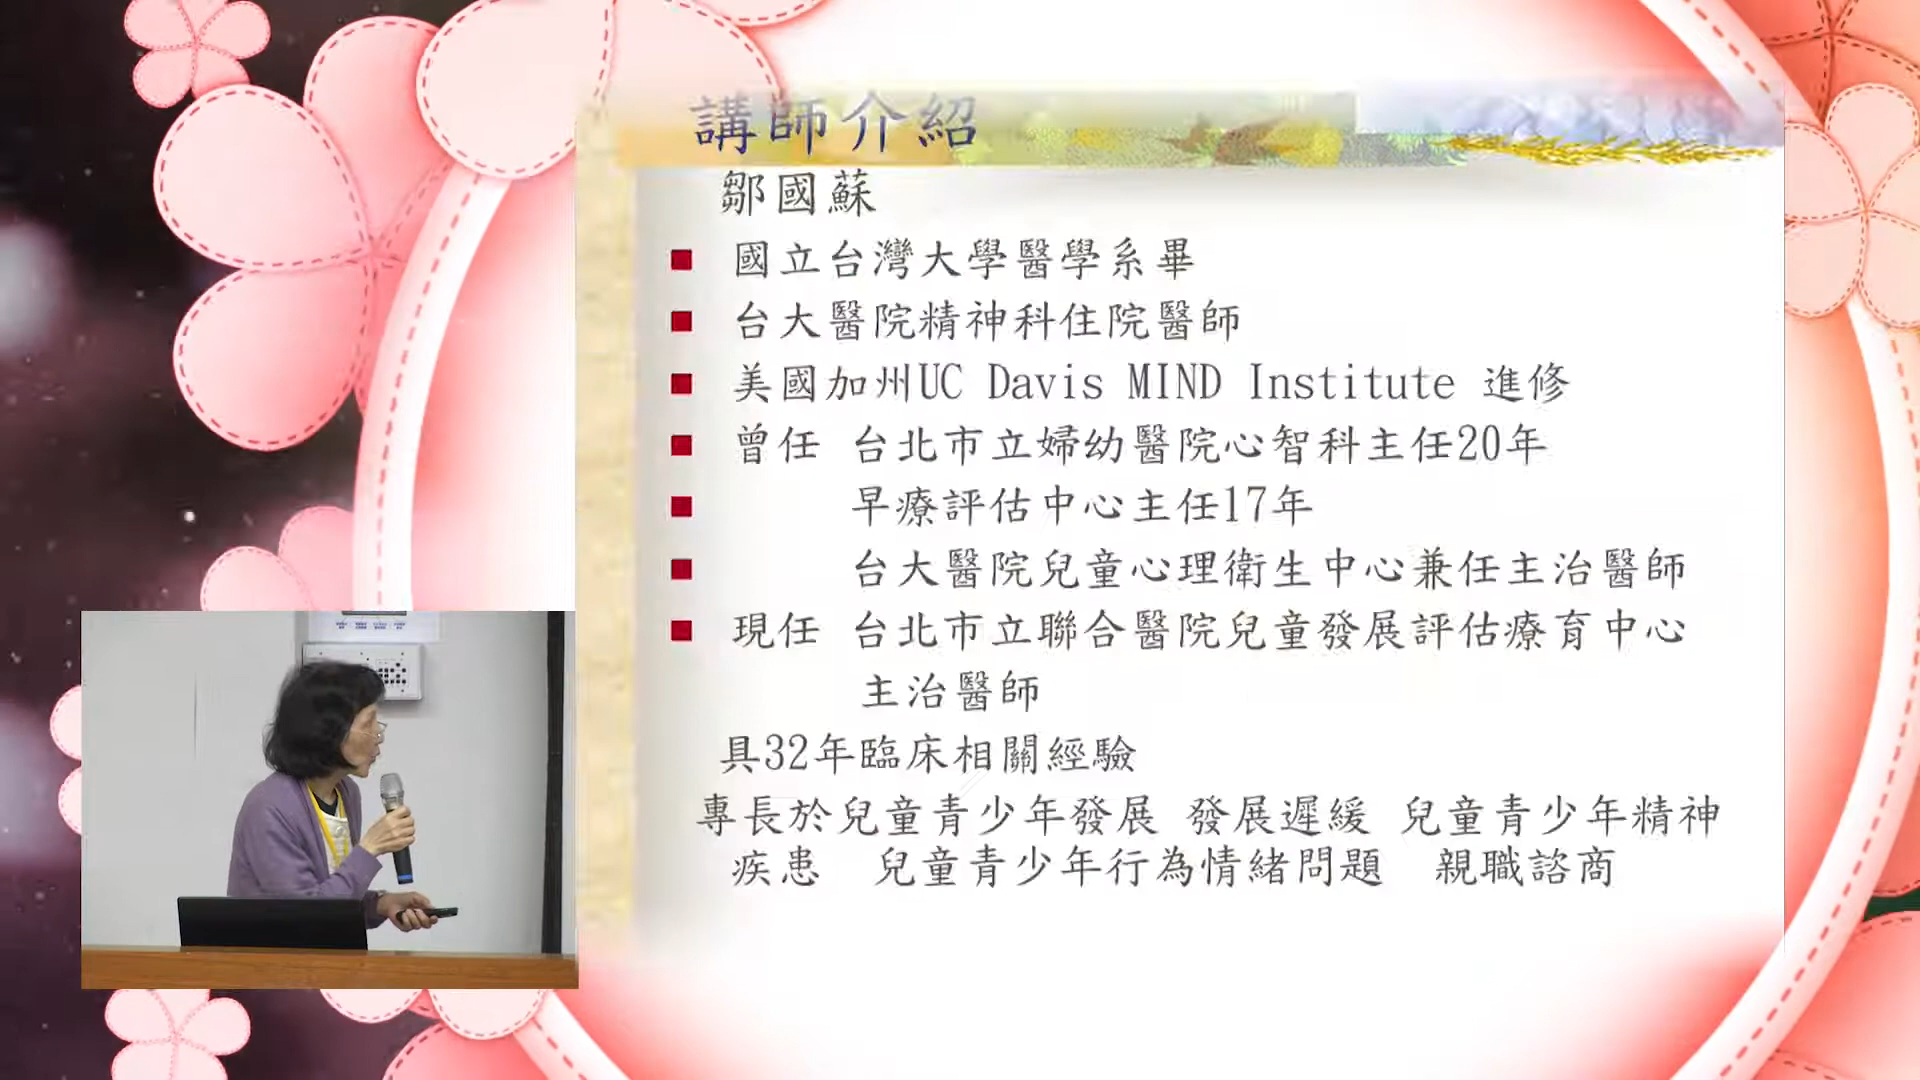 講師介紹
鄒國蘇
國立台灣大學醫學系畢
台大醫院精神科住院醫師
美國加州UC Davis MIND Institute 進修
曾任 台北市立婦幼醫院心智科主任20年
早療評估中心主任17年
台大醫院兒童心理衛生中心兼任主治醫師
現任 台北市立聯合醫院兒童發展評估療育中心
主治醫師
具32年臨床相關經驗
專長於兒童青少年發展 發展遲緩 兒童青少年精神
疾患 兒童青少年行為情緒問題 親職諮商